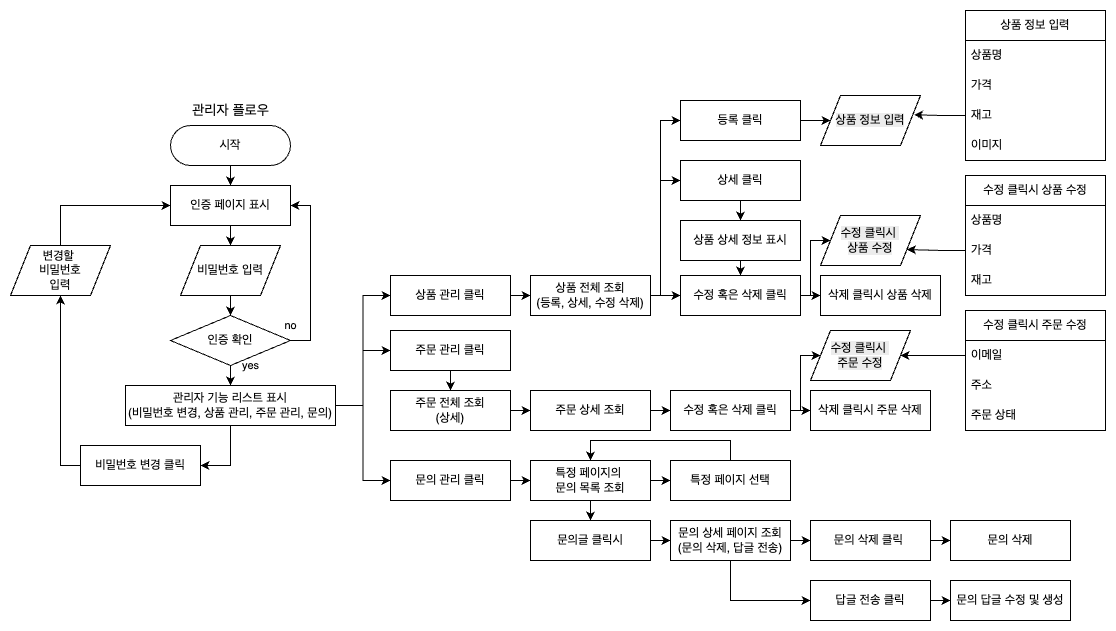 관리자 플로우
시작
인증 페이지 표시
비밀번호 입력
인증 확인
no
yes
관리자 기능 리스트 표시
(비밀번호 변경, 상품 관리, 주문 관리, 문의)
비밀번호 변경 클릭
변경할
비밀번호
입력
상품 관리 클릭
상품 전체 조회
(등록, 상세, 수정 삭제)
등록 클릭
상품 정보 입력
상세 클릭
상품 상세 정보 표시
수정 혹은 삭제 클릭
수정 클릭시
상품 수정
삭제 클릭시 상품 삭제
주문 관리 클릭
주문 전체 조회
(상세)
주문 상세 조회
수정 혹은 삭제 클릭
수정 클릭시
주문 수정
삭제 클릭시 주문 삭제
문의 관리 클릭
특정 페이지의
문의 목록 조회
특정 페이지 선택
문의글 클릭시
문의 상세 페이지 조회
(문의 삭제, 답글 전송)
문의 삭제 클릭
문의 삭제
답글 전송 클릭
문의 답글 수정 및 생성
상품 정보 입력
상품명
가격
재고
이미지
수정 클릭시 상품 수정
상품명
가격
재고
수정 클릭시 주문 수정
이메일
주소
주문 상태